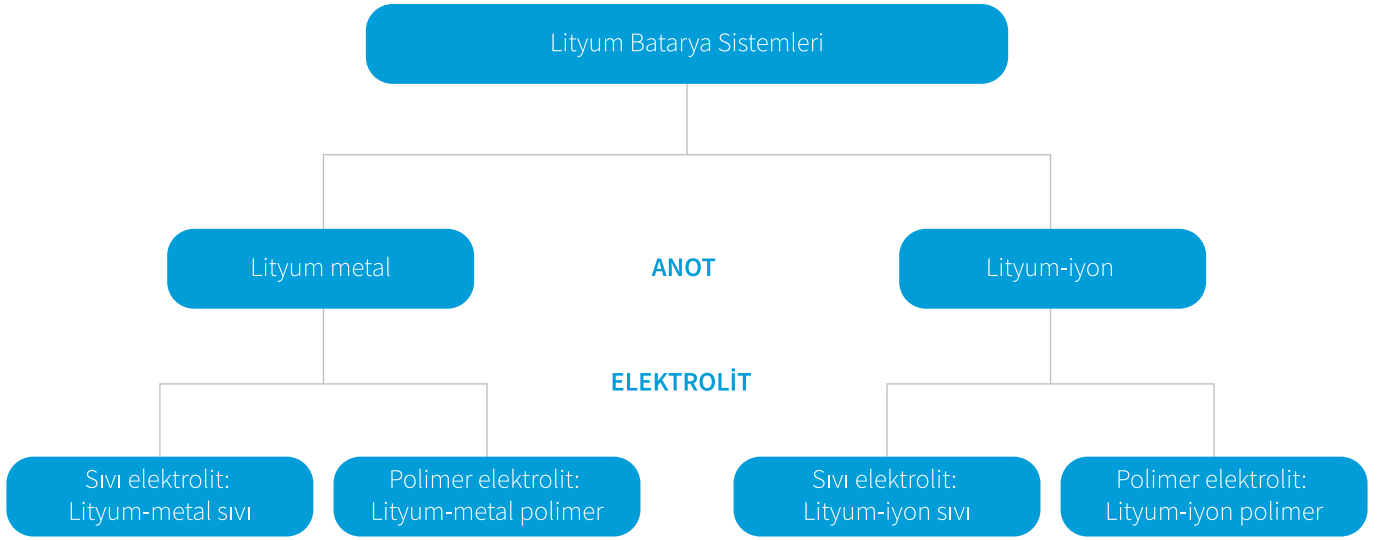 Lityum Batarya Sistemleri
Lityum metal
ANOT
Lityum-iyon
ELEKTROLİT
Sıvı elektrolit:
Lityum-metal sıvı
Polimer elektrolit:
Lityum-metal polimer
Sıvı elektrolit:
Lityum-iyon sıvı
Polimer elektrolit:
Lityum-iyon polimer